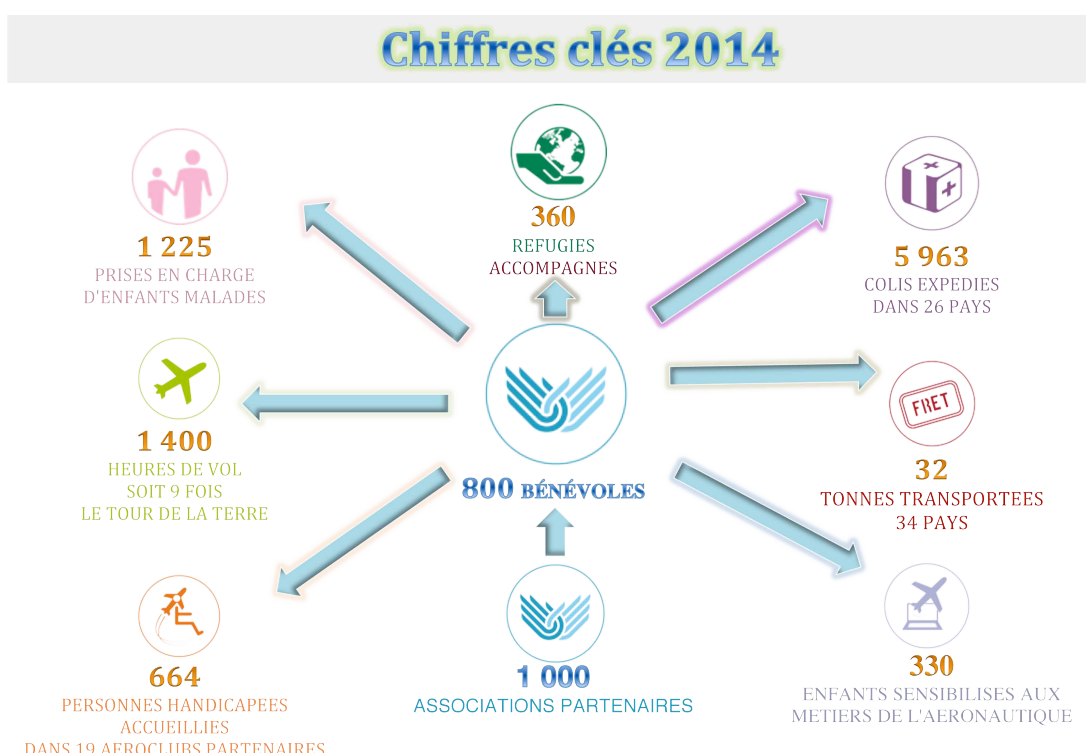 Chiffres clés 2014
1 225
PRISES EN CHARGE
D'ENFANTS MALADES
360
REFUGIES
ACCOMPAGNES
5 963
COLIS EXPEDIES
DANS 26 PAYS
1 400
HEURES DE VOL
SOIT 9 FOIS
LE TOUR DE LA TERRE
800 BÉNÉVOLES
FRET
32
TONNES TRANSPORTEES
34 PAYS
664
PERSONNES HANDICAPEES
ACCUEILLIES
DANS 19 AEROCLUBS PARTENAIRES
1 000
ASSOCIATIONS PARTENAIRES
330
ENFANTS SENSIBILISES AUX
METIERS DE L'AERONAUTIQUE